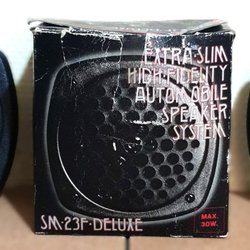 EXTRA SLIM
HIGH-FIDELITY
AUTOMOBILE
SPEAKER
SYSTEM
SM-23F-DELUXE
MAX.
30W.